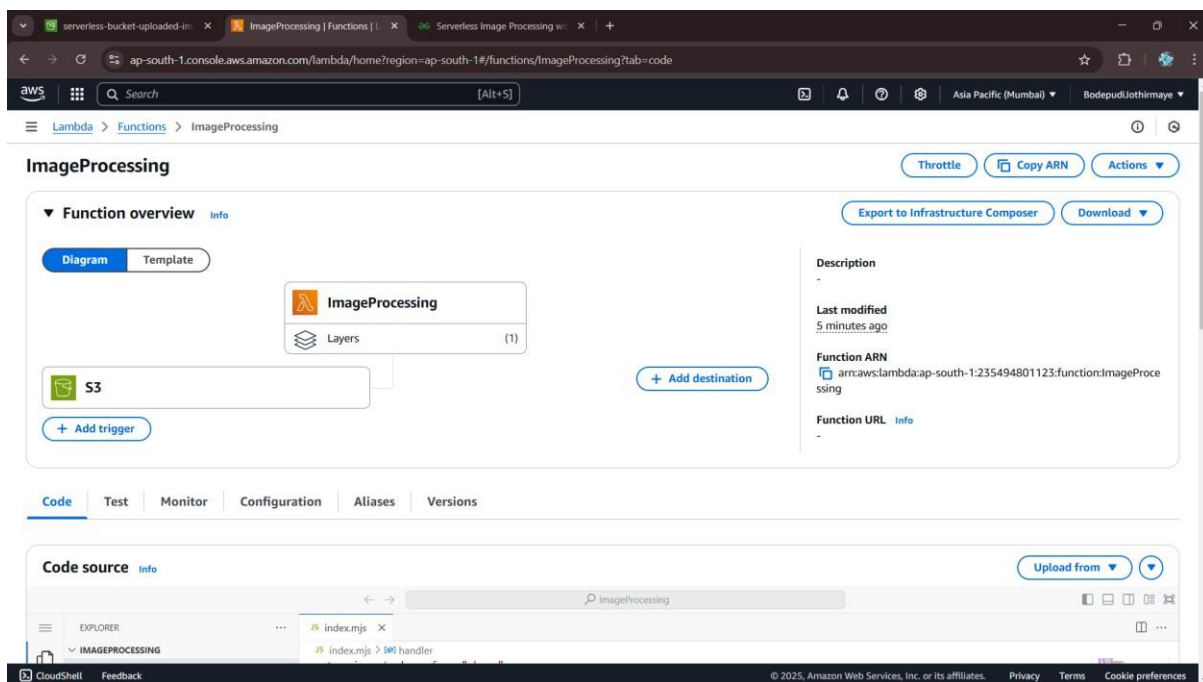 serverless-bucket-uploaded-im
ImageProcessing | Functions | L
Serverless Image Processing wi
ap-south-1.console.aws.amazon.com/lambda/home?region=ap-south-1#/functions/ImageProcessing?tab=code
aws
Search
[Alt+S]
Asia Pacific (Mumbai)
BodepudiJothirmaye
Lambda > Functions > ImageProcessing
ImageProcessing
Throttle
Copy ARN
Actions
Function overview Info
Export to Infrastructure Composer
Download
Diagram
Template
ImageProcessing
Layers (1)
S3
+ Add destination
+ Add trigger
Description
-
Last modified
5 minutes ago
Function ARN
arn:aws:lambda:ap-south-1:235494801123:function:ImageProce
ssing
Function URL Info
-
Code
Test
Monitor
Configuration
Aliases
Versions
Code source Info
Upload from
ImageProcessing
EXPLORER
JS index.mjs
IMAGEPROCESSING
JS index.mjs > handler
CloudShell Feedback
© 2025, Amazon Web Services, Inc. or its affiliates. Privacy Terms Cookie preferences